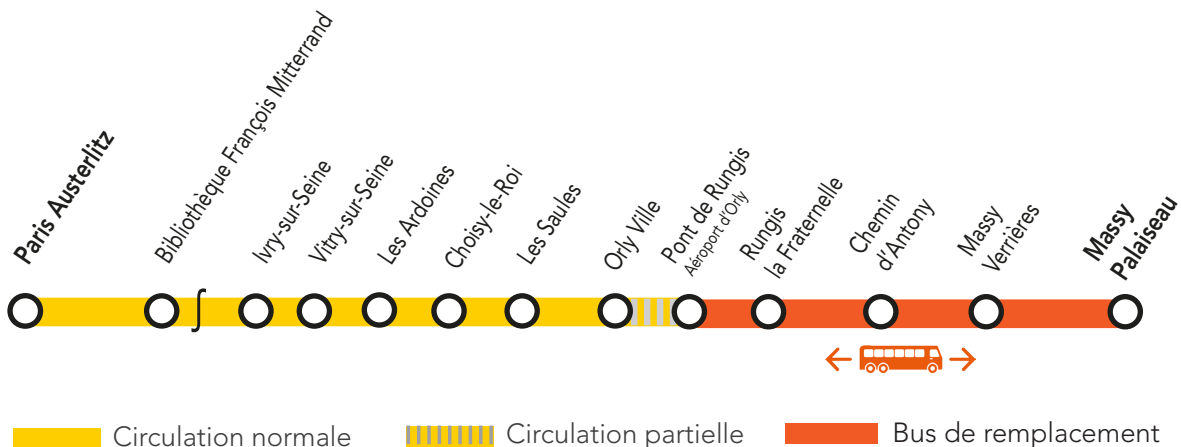 Paris Austerlitz
Bibliothèque François Mitterrand
Ivry-sur-Seine
Vitry-sur-Seine
Les Ardoines
Choisy-le-Roi
Les Saules
Orly Ville
Pont de Rungis
Aéroport d'Orly
Rungis
la Fraternelle
Chemin
d'Antony
Massy
Verrières
Massy
Palaiseau
Circulation normale
Circulation partielle
Bus de remplacement